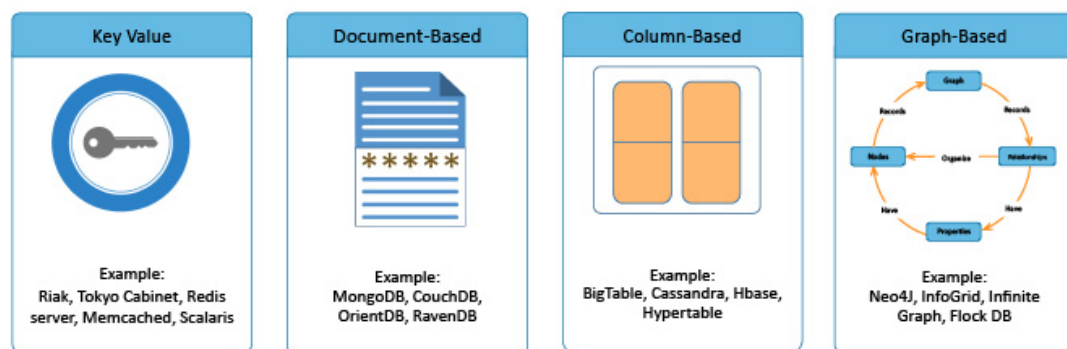 Key Value
Example:
Riak, Tokyo Cabinet, Redis
server, Memcached, Scalaris
Document-Based
*****
Example:
MongoDB, CouchDB,
OrientDB, RavenDB
Column-Based
Example:
BigTable, Cassandra, Hbase,
Hypertable
Graph-Based
Graph
Records
Records
Nodes
Organize
Relationships
Have
Have
Properties
Example:
Neo4J, InfoGrid, Infinite
Graph, Flock DB